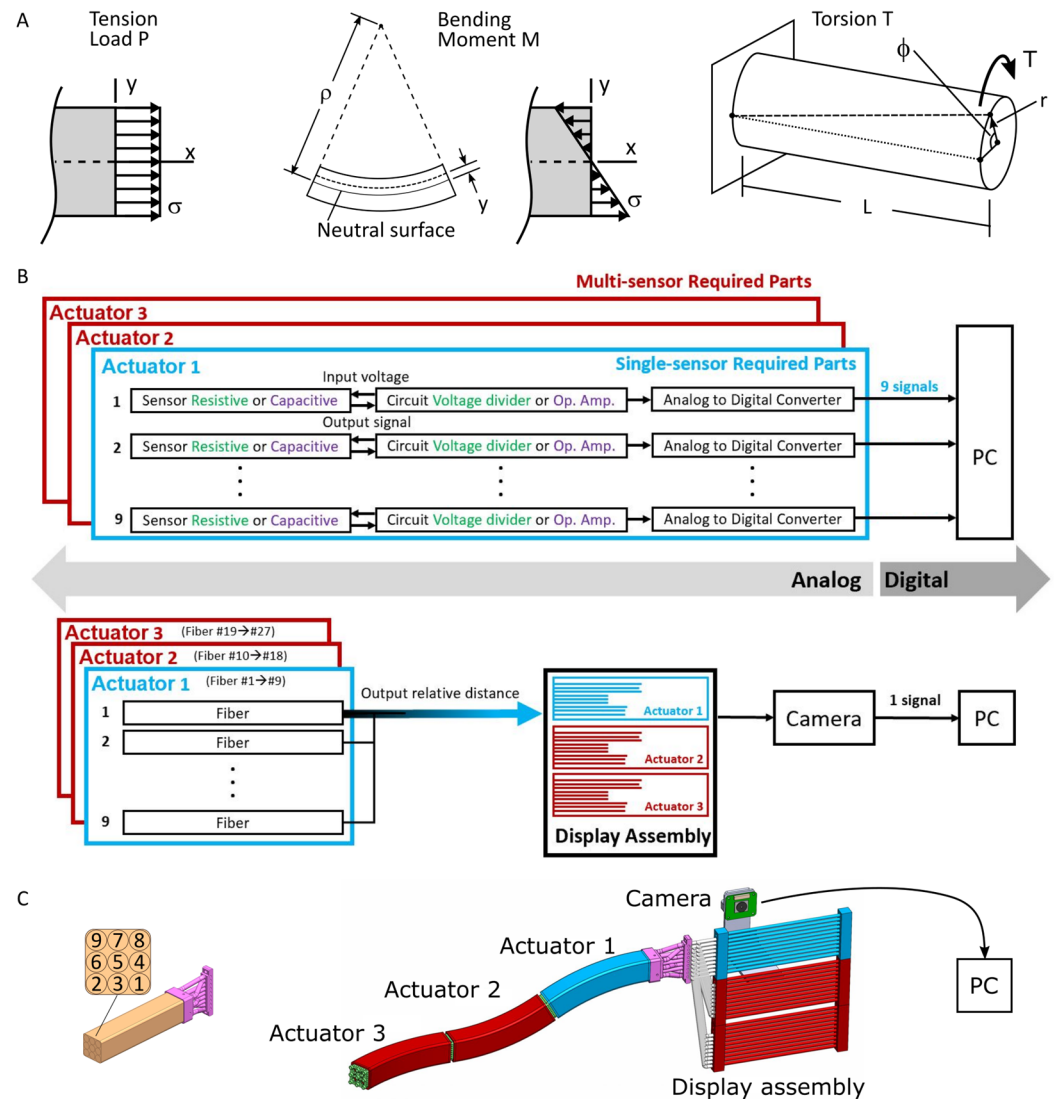 A
Tension
Load P
y
x
σ
Bending
Moment M
ρ
y
Neutral surface
y
x
σ
Torsion T
ϕ
T
r
L
B
Multi-sensor Required Parts
Actuator 3
Actuator 2
Actuator 1
Single-sensor Required Parts
Input voltage
9 signals
1 Sensor Resistive or Capacitive Circuit Voltage divider or Op. Amp. Analog to Digital Converter
Output signal
2 Sensor Resistive or Capacitive Circuit Voltage divider or Op. Amp. Analog to Digital Converter
PC
9 Sensor Resistive or Capacitive Circuit Voltage divider or Op. Amp. Analog to Digital Converter
Analog Digital
Actuator 3 (Fiber #19→#27)
Actuator 2 (Fiber #10→#18)
Actuator 1 (Fiber #1→#9)
Output relative distance
1 Fiber
2 Fiber
9 Fiber
Actuator 1
Actuator 2
Actuator 3
Display Assembly
Camera
1 signal
PC
C
9 7 8
6 5 4
2 3 1
Camera
Actuator 1
Actuator 2
Actuator 3
PC
Display assembly